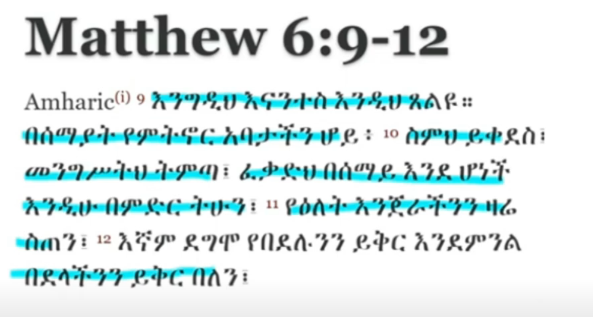 Matthew 6:9-12
Amharic(i) 9 እንግዲህ እናንተስ እንዲህ ጸልዩ ።
በሰማያት የምትኖር አባታችን ሆይ ፥ 10 ስምህ ይቀደስ፤
መንግሥትህ ትምጣ፤ ፈቃድህ በሰማይ እንደ ሆነች
እንዲሁ በምድር ትሁን፤ 11 የዕለት እንጀራችንን ዛሬ
ስጠን፤ 12 እኛም ደግሞ የበደሉንን ይቅር እንደምንል
በደላችንን ይቅር በለን፤